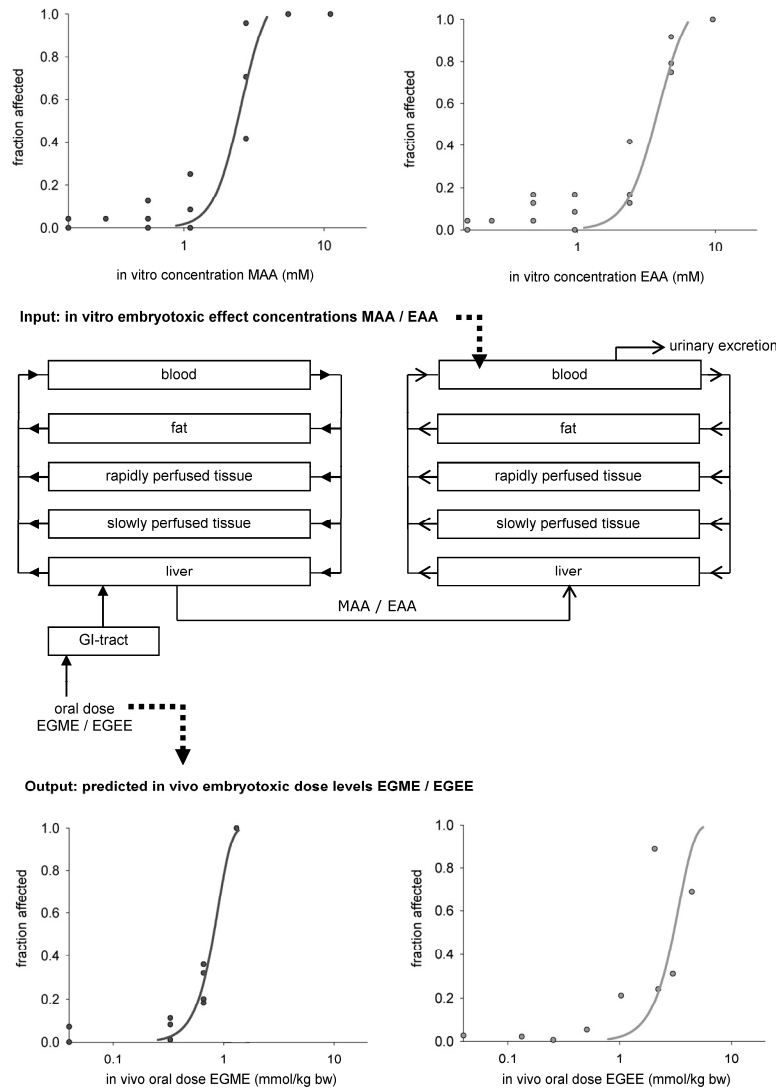 1.0
0.8
0.6
0.4
0.2
0.0
fraction affected
1
10
in vitro concentration MAA (mM)
1.0
0.8
0.6
0.4
0.2
0.0
fraction affected
1
10
in vitro concentration EAA (mM)
Input: in vitro embryotoxic effect concentrations MAA / EAA
urinary excretion
blood
fat
rapidly perfused tissue
slowly perfused tissue
liver
blood
fat
rapidly perfused tissue
slowly perfused tissue
liver
MAA / EAA
GI-tract
oral dose
EGME / EGEE
Output: predicted in vivo embryotoxic dose levels EGME / EGEE
1.0
0.8
0.6
0.4
0.2
0.0
fraction affected
0.1
1
10
in vivo oral dose EGME (mmol/kg bw)
1.0
0.8
0.6
0.4
0.2
0.0
fraction affected
0.1
1
10
in vivo oral dose EGEE (mmol/kg bw)